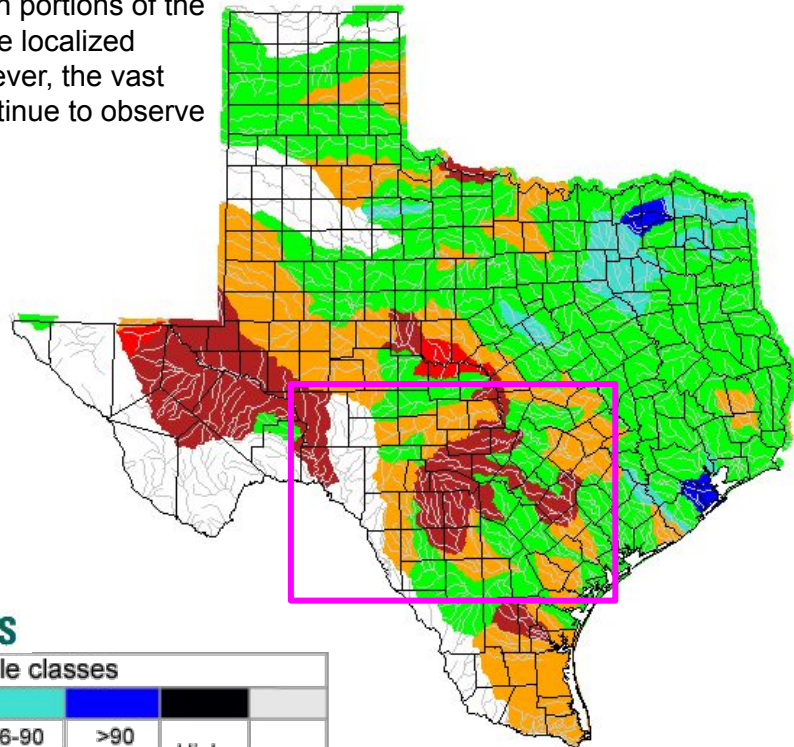 portions of the
localized
ever, the vast
tinue to observe
S
le classes
6-90
>90